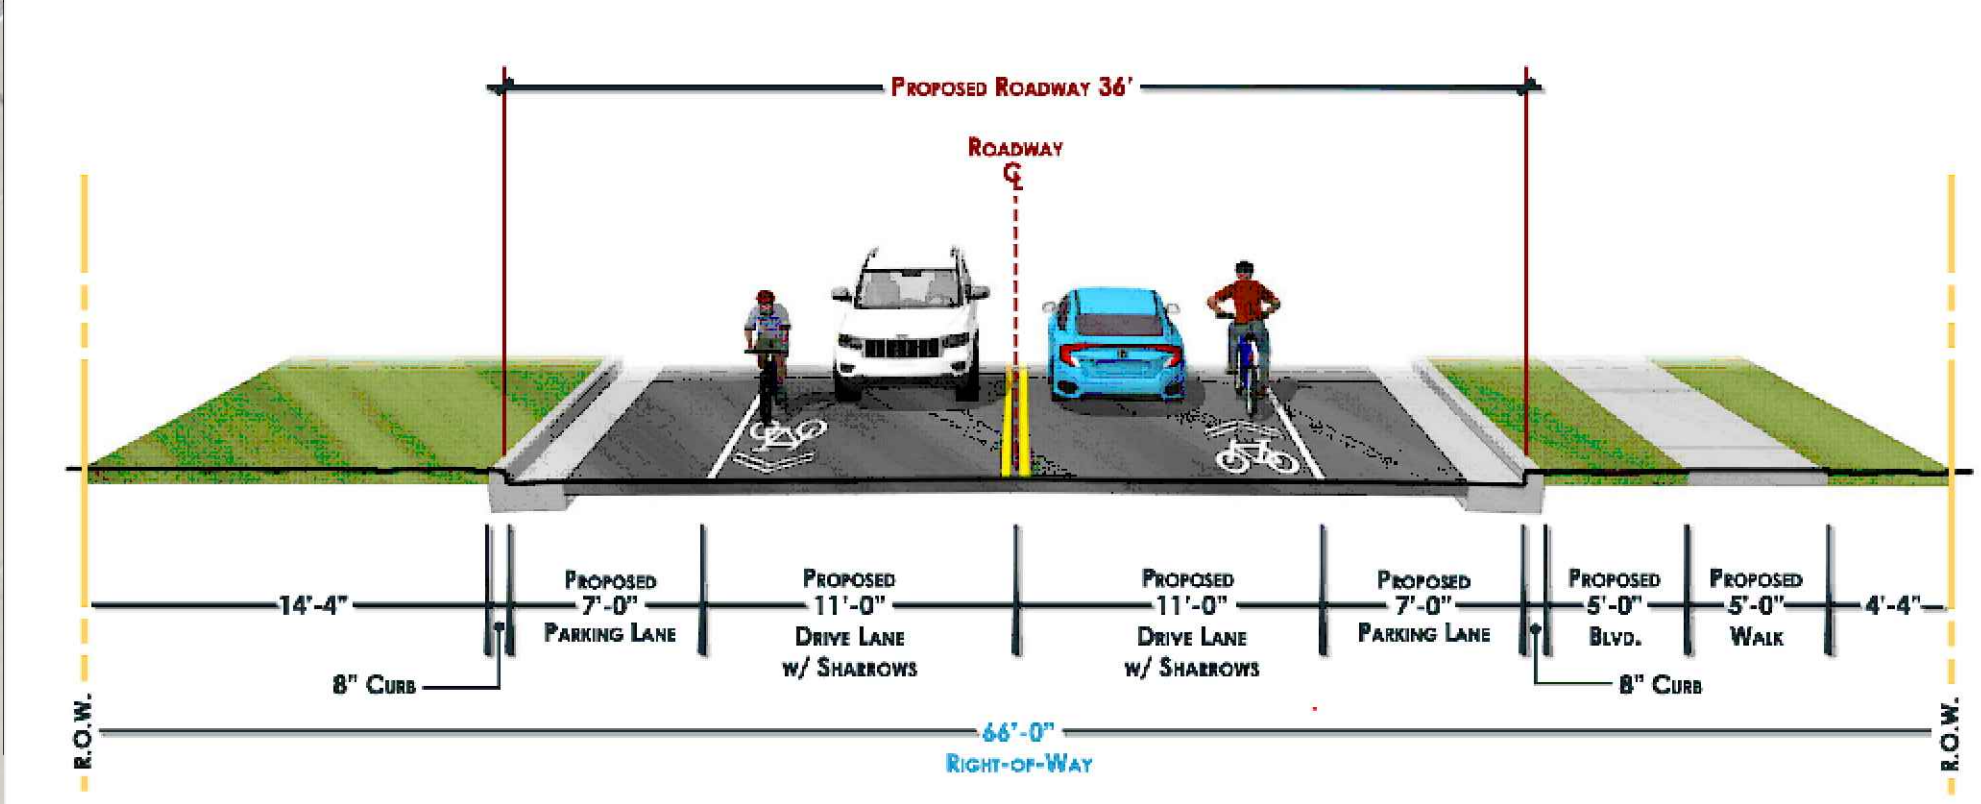 PROPOSED ROADWAY 36'
ROADWAY
℄
14'-4"
PROPOSED
7'-0"
PARKING LANE
PROPOSED
11'-0"
DRIVE LANE
W/ SHARROWS
PROPOSED
11'-0"
DRIVE LANE
W/ SHARROWS
PROPOSED
7'-0"
PARKING LANE
PROPOSED
5'-0"
BLVD.
PROPOSED
5'-0"
WALK
4'-4"
8" CURB
8" CURB
R.O.W.
66'-0"
RIGHT-OF-WAY
R.O.W.